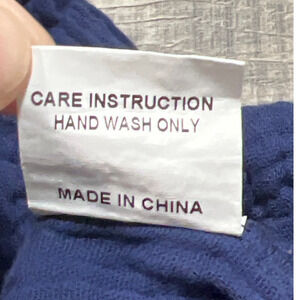 CARE INSTRUCTION
HAND WASH ONLY
MADE IN CHINA